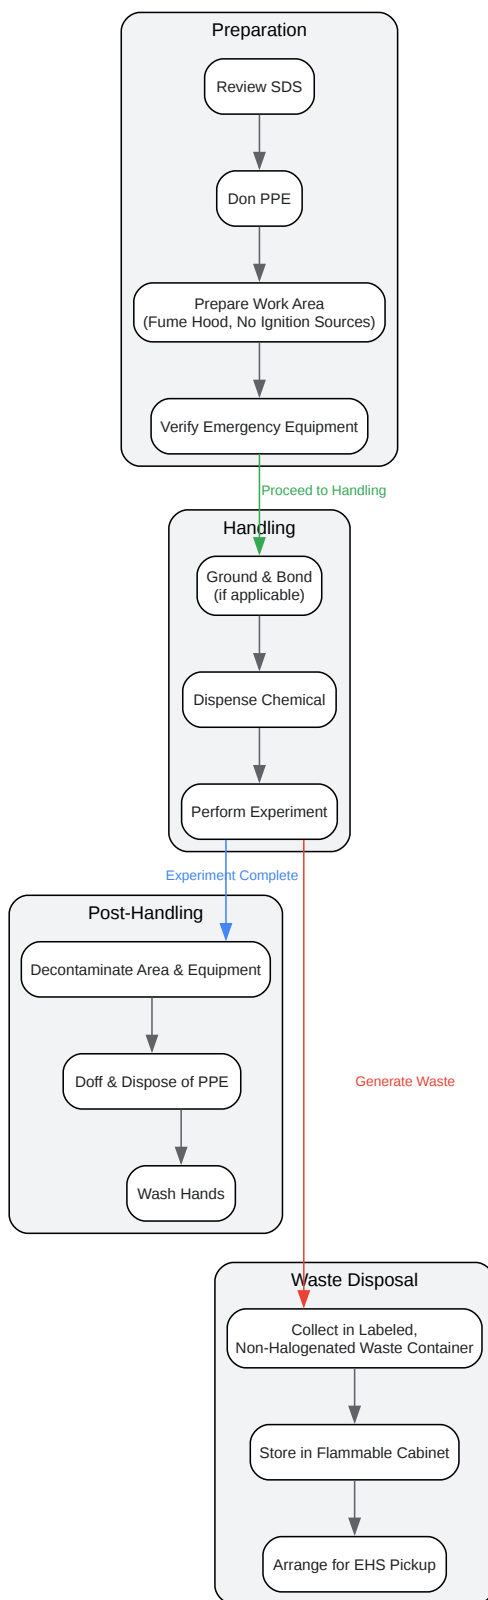 Preparation
Review SDS
Don PPE
Prepare Work Area
(Fume Hood, No Ignition Sources)
Verify Emergency Equipment
Proceed to Handling
Handling
Ground & Bond
(if applicable)
Dispense Chemical
Perform Experiment
Experiment Complete
Post-Handling
Decontaminate Area & Equipment
Doff & Dispose of PPE
Generate Waste
Wash Hands
Waste Disposal
Collect in Labeled,
Non-Halogenated Waste Container
Store in Flammable Cabinet
Arrange for EHS Pickup